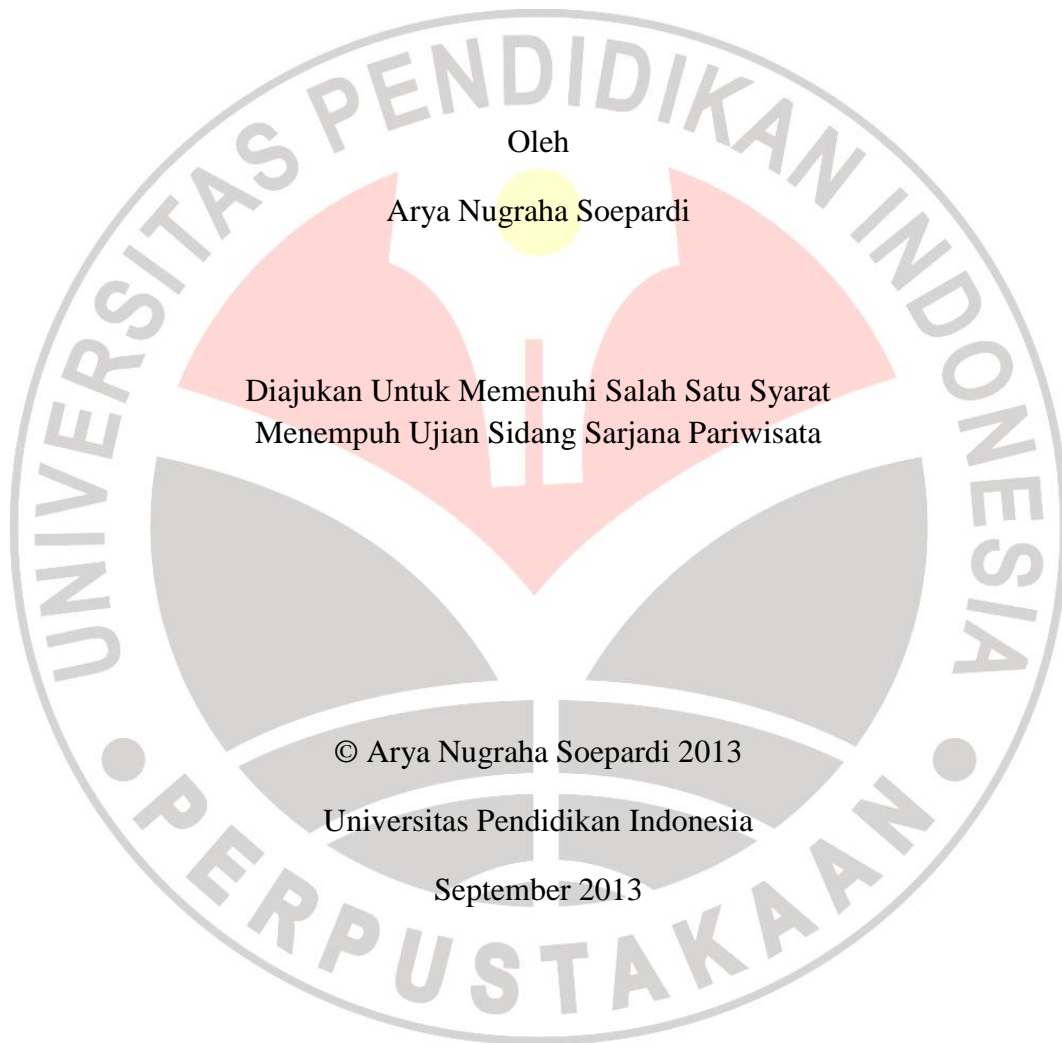 UNIVERSITAS PENDIDIKAN INDONESIA
Oleh
Arya Nugraha Soepardi
Diajukan Untuk Memenuhi Salah Satu Syarat
Menempuh Ujian Sidang Sarjana Pariwisata
© Arya Nugraha Soepardi 2013
Universitas Pendidikan Indonesia
September 2013
PERPUSTAKAAN